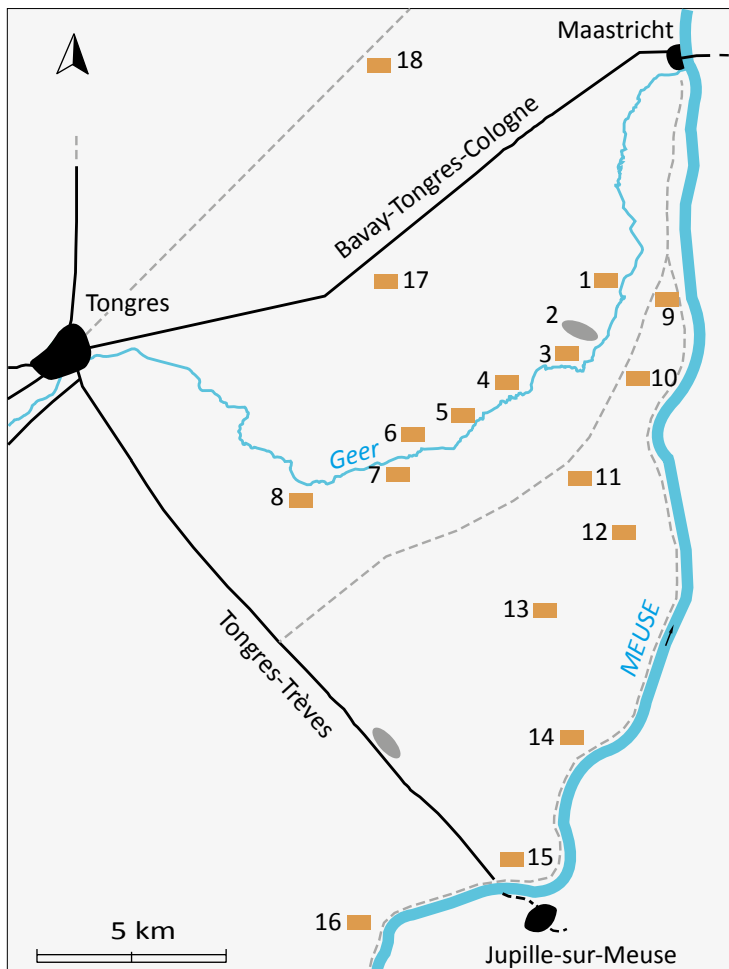 Maastricht
18
Bavay-Tongres-Cologne
17
1
Tongres
2
9
3
4
10
5
6
Geer
7
8
11
12
13
MEUSE
Tongres-Trèves
14
15
16
5 km
Jupille-sur-Meuse